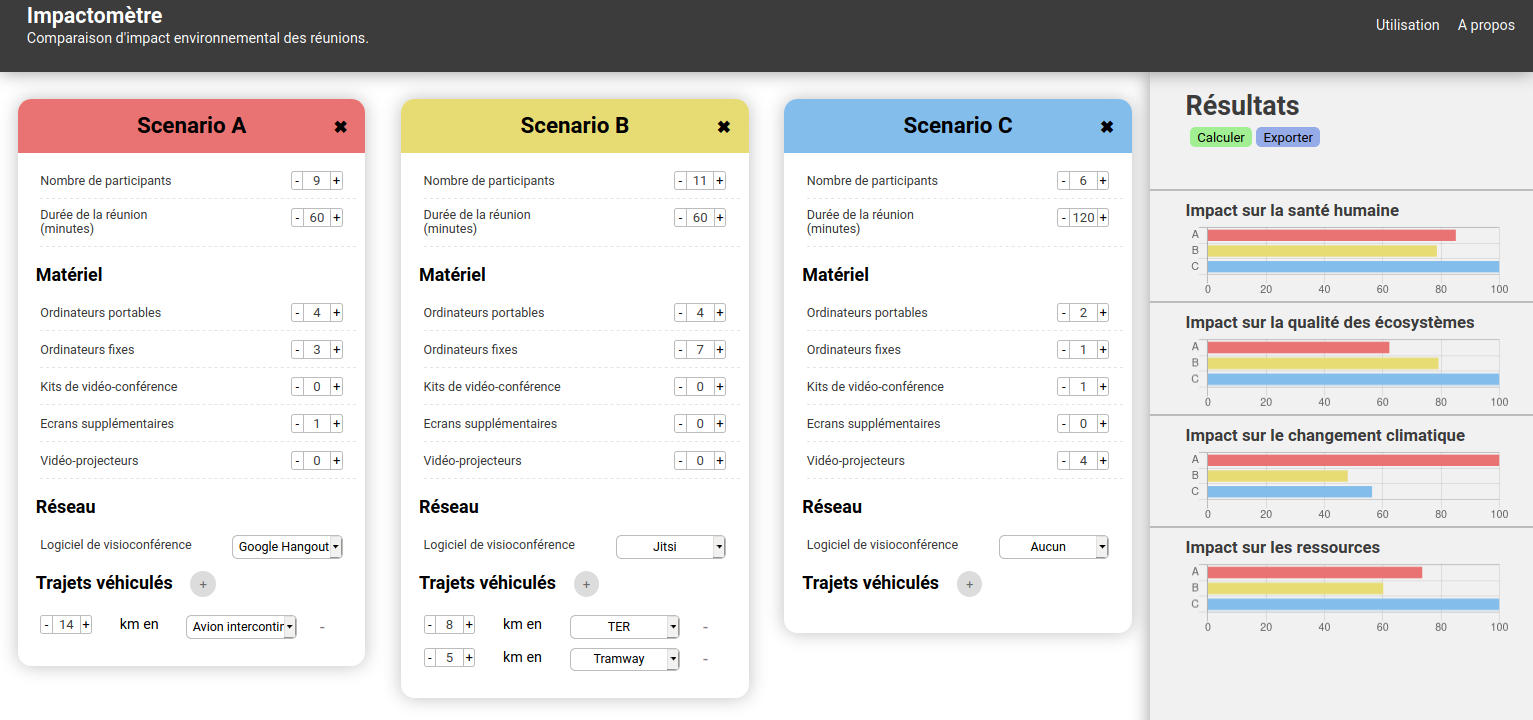 Impactomètre
Comparaison d'impact environnemental des réunions.
Utilisation A propos
Scenario A ✖
Nombre de participants - 9 +
Durée de la réunion
(minutes) - 60 +
Matériel
Ordinateurs portables - 4 +
Ordinateurs fixes - 3 +
Kits de vidéo-conférence - 0 +
Ecrans supplémentaires - 1 +
Vidéo-projecteurs - 0 +
Réseau
Logiciel de visioconférence Google Hangout
Trajets véhiculés +
- 14 + km en Avion intercontin -
Scenario B ✖
Nombre de participants - 11 +
Durée de la réunion
(minutes) - 60 +
Matériel
Ordinateurs portables - 4 +
Ordinateurs fixes - 7 +
Kits de vidéo-conférence - 0 +
Ecrans supplémentaires - 0 +
Vidéo-projecteurs - 0 +
Réseau
Logiciel de visioconférence Jitsi
Trajets véhiculés +
- 8 + km en TER -
- 5 + km en Tramway -
Scenario C ✖
Nombre de participants - 6 +
Durée de la réunion
(minutes) - 120 +
Matériel
Ordinateurs portables - 2 +
Ordinateurs fixes - 1 +
Kits de vidéo-conférence - 1 +
Ecrans supplémentaires - 0 +
Vidéo-projecteurs - 4 +
Réseau
Logiciel de visioconférence Aucun
Trajets véhiculés +
Résultats
Calculer Exporter
Impact sur la santé humaine
A
B
C
0 20 40 60 80 100
Impact sur la qualité des écosystèmes
A
B
C
0 20 40 60 80 100
Impact sur le changement climatique
A
B
C
0 20 40 60 80 100
Impact sur les ressources
A
B
C
0 20 40 60 80 100